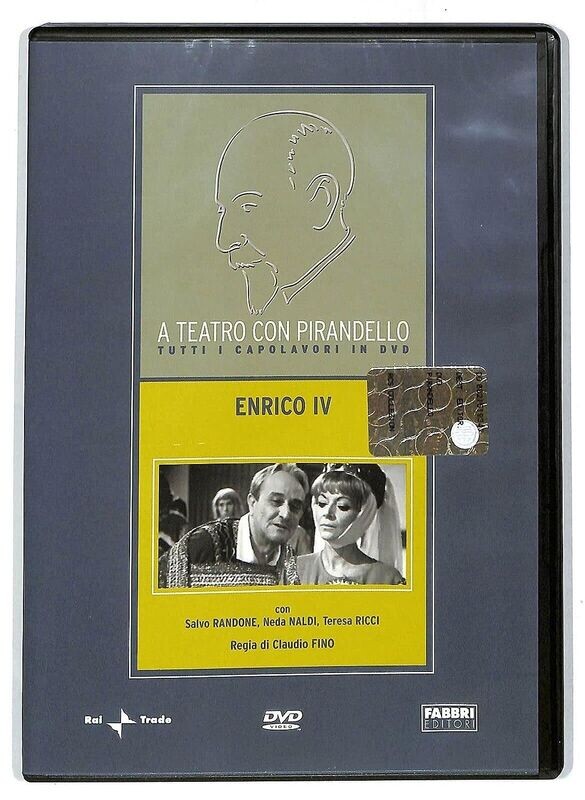 A TEATRO CON PIRANDELLO
TUTTI I CAPOLAVORI IN DVD
ENRICO IV
con
Salvo RANDONE, Neda NALDI, Teresa RICCI
Regia di Claudio FINO
Rai Trade
DVD
VIDEO
FABBRI
EDITORI